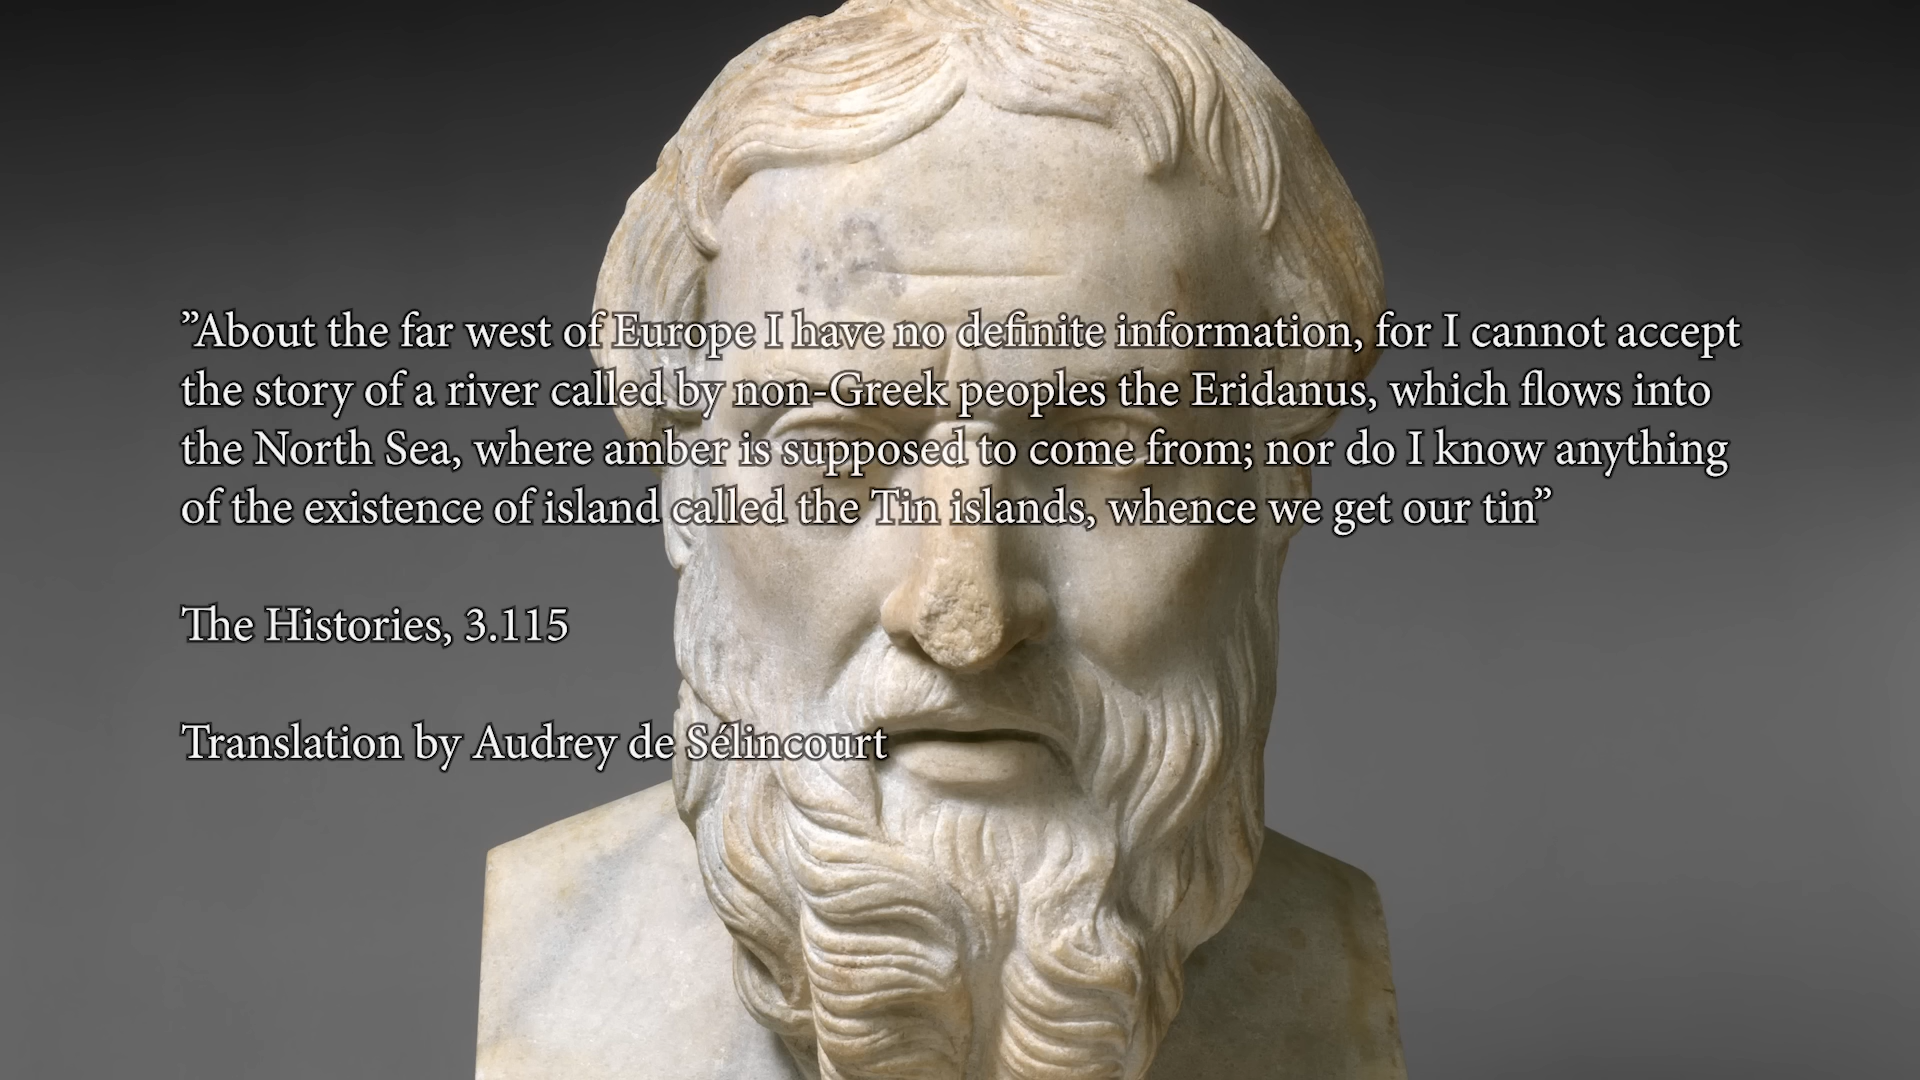 ”About the far west of Europe I have no definite information, for I cannot accept
the story of a river called by non-Greek peoples the Eridanus, which flows into
the North Sea, where amber is supposed to come from; nor do I know anything
of the existence of island called the Tin islands, whence we get our tin”
The Histories, 3.115
Translation by Audrey de Sélincourt